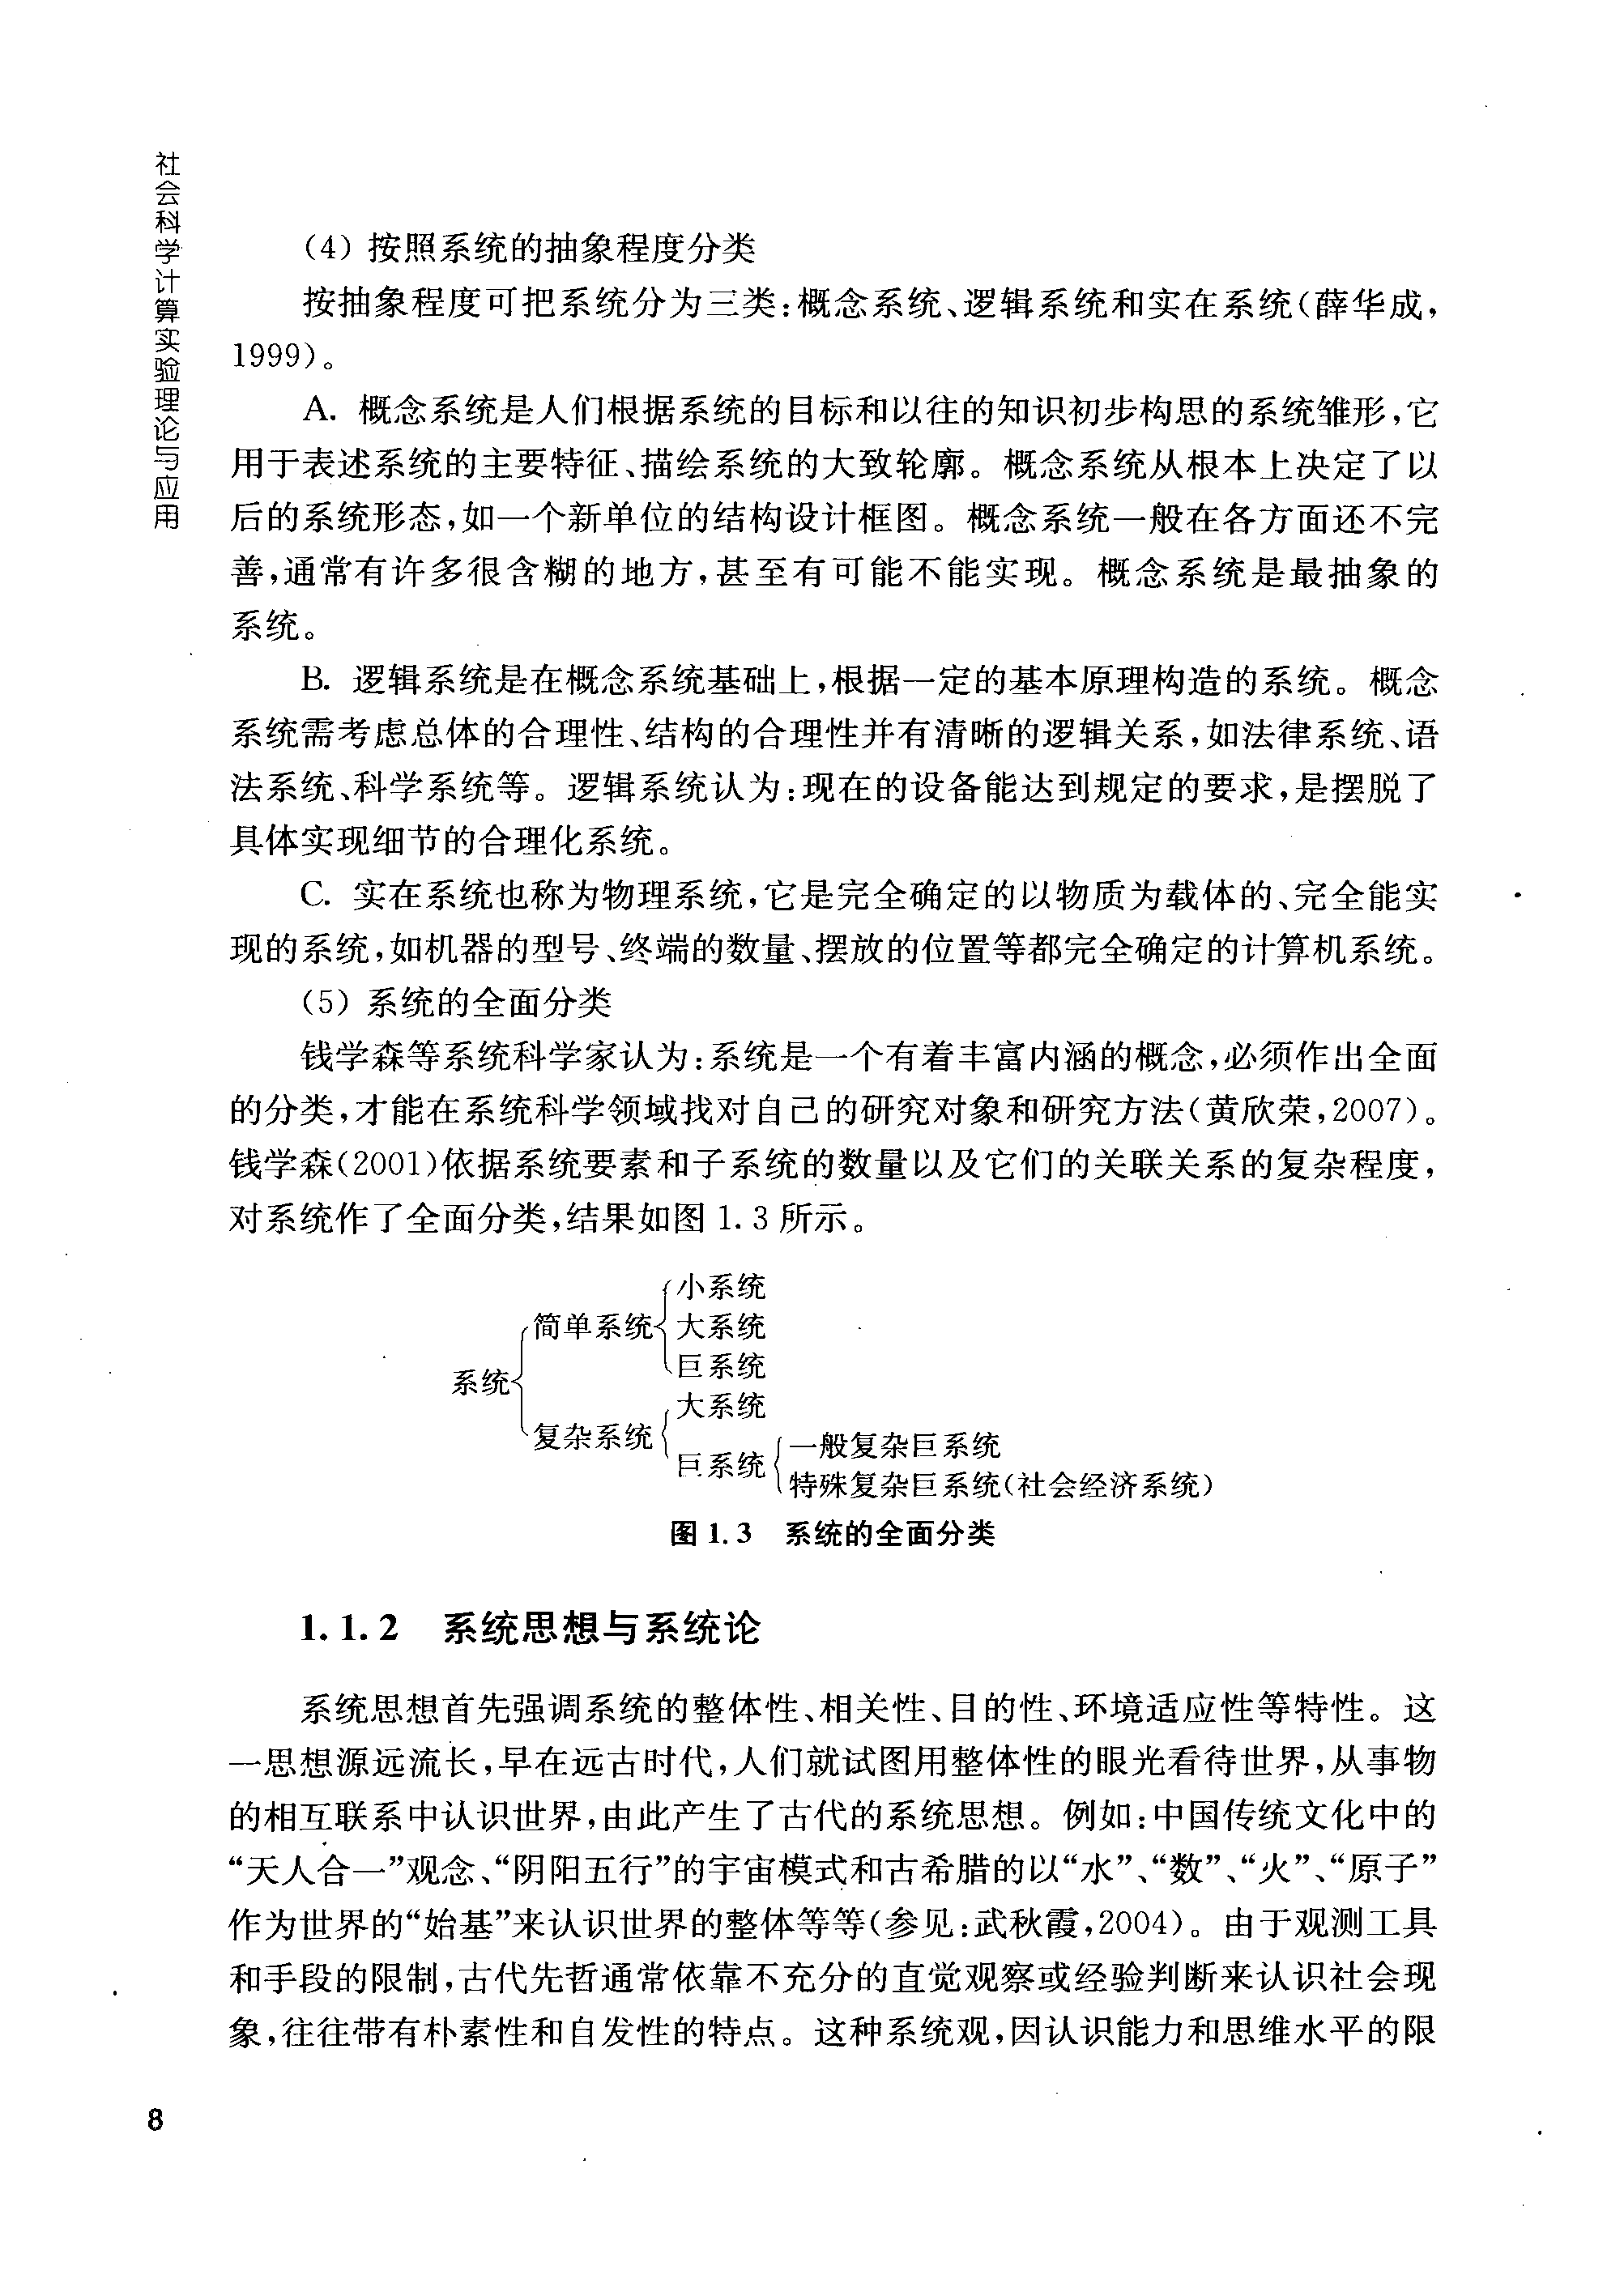 社会科学计算实验理论与应用
(4) 按照系统的抽象程度分类
按抽象程度可把系统分为三类:概念系统、逻辑系统和实在系统(薛华成,
1999)。
A. 概念系统是人们根据系统的目标和以往的知识初步构思的系统雏形,它
用于表述系统的主要特征、描绘系统的大致轮廓。概念系统从根本上决定了以
后的系统形态,如一个新单位的结构设计框图。概念系统一般在各方面还不完
善,通常有许多很含糊的地方,甚至有可能不能实现。概念系统是最抽象的
系统。
B. 逻辑系统是在概念系统基础上,根据一定的基本原理构造的系统。概念
系统需考虑总体的合理性、结构的合理性并有清晰的逻辑关系,如法律系统、语
法系统、科学系统等。逻辑系统认为:现在的设备能达到规定的要求,是摆脱了
具体实现细节的合理化系统。
C. 实在系统也称为物理系统,它是完全确定的以物质为载体的、完全能实
现的系统,如机器的型号、终端的数量、摆放的位置等都完全确定的计算机系统。
(5) 系统的全面分类
钱学森等系统科学家认为:系统是一个有着丰富内涵的概念,必须作出全面
的分类,才能在系统科学领域找对自己的研究对象和研究方法(黄欣荣,2007)。
钱学森(2001)依据系统要素和子系统的数量以及它们的关联关系的复杂程度,
对系统作了全面分类,结果如图 1.3 所示。
小系统
简单系统 大系统
巨系统
系统
大系统
复杂系统
一般复杂巨系统
巨系统
特殊复杂巨系统(社会经济系统)
图 1.3 系统的全面分类
1.1.2 系统思想与系统论
系统思想首先强调系统的整体性、相关性、目的性、环境适应性等特性。这
一思想源远流长,早在远古时代,人们就试图用整体性的眼光看待世界,从事物
的相互联系中认识世界,由此产生了古代的系统思想。例如:中国传统文化中的
“天人合一”观念、“阴阳五行”的宇宙模式和古希腊的以“水”、“数”、“火”、“原子”
作为世界的“始基”来认识世界的整体等等(参见:武秋霞,2004)。由于观测工具
和手段的限制,古代先哲通常依靠不充分的直觉观察或经验判断来认识社会现
象,往往带有朴素性和自发性的特点。这种系统观,因认识能力和思维水平的限
8